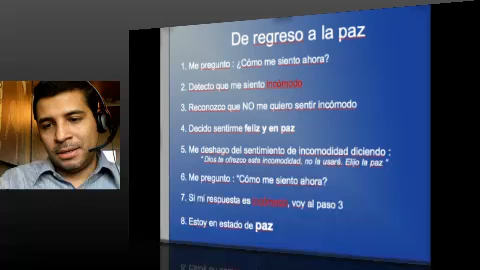 De regreso a la paz
1. Me pregunto : ¿Cómo me siento ahora?
2. Detecto que me siento incómodo
3. Reconozco que NO me quiero sentir incómodo
4. Decido sentirme feliz y en paz
5. Me deshago del sentimiento de incomodidad diciendo :
" Dios te ofrezco esta incomodidad, no la usaré. Elijo la paz "
6. Me pregunto : "Cómo me siento ahora?
7. Si mi respuesta es incómodo, voy al paso 3
8. Estoy en estado de paz